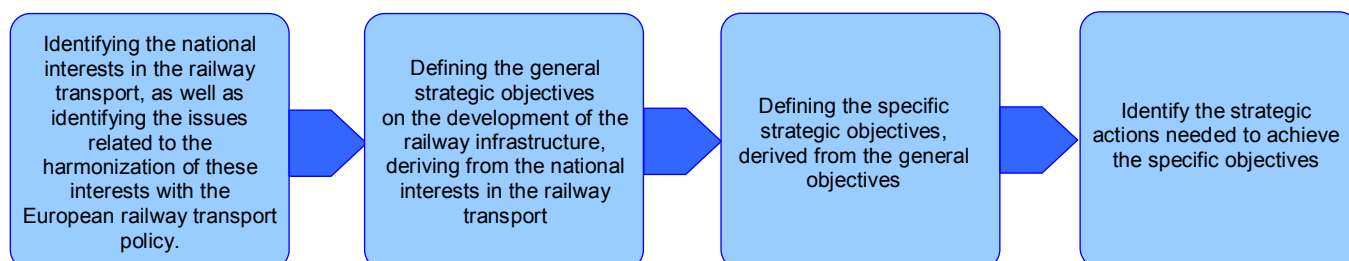 Identifying the national
interests in the railway
transport, as well as
identifying the issues
related to the
harmonization of these
interests with the
European railway transport
policy.
Defining the general
strategic objectives
on the development of the
railway infrastructure,
deriving from the national
interests in the railway
transport
Defining the specific
strategic objectives,
derived from the general
objectives
Identify the strategic
actions needed to achieve
the specific objectives